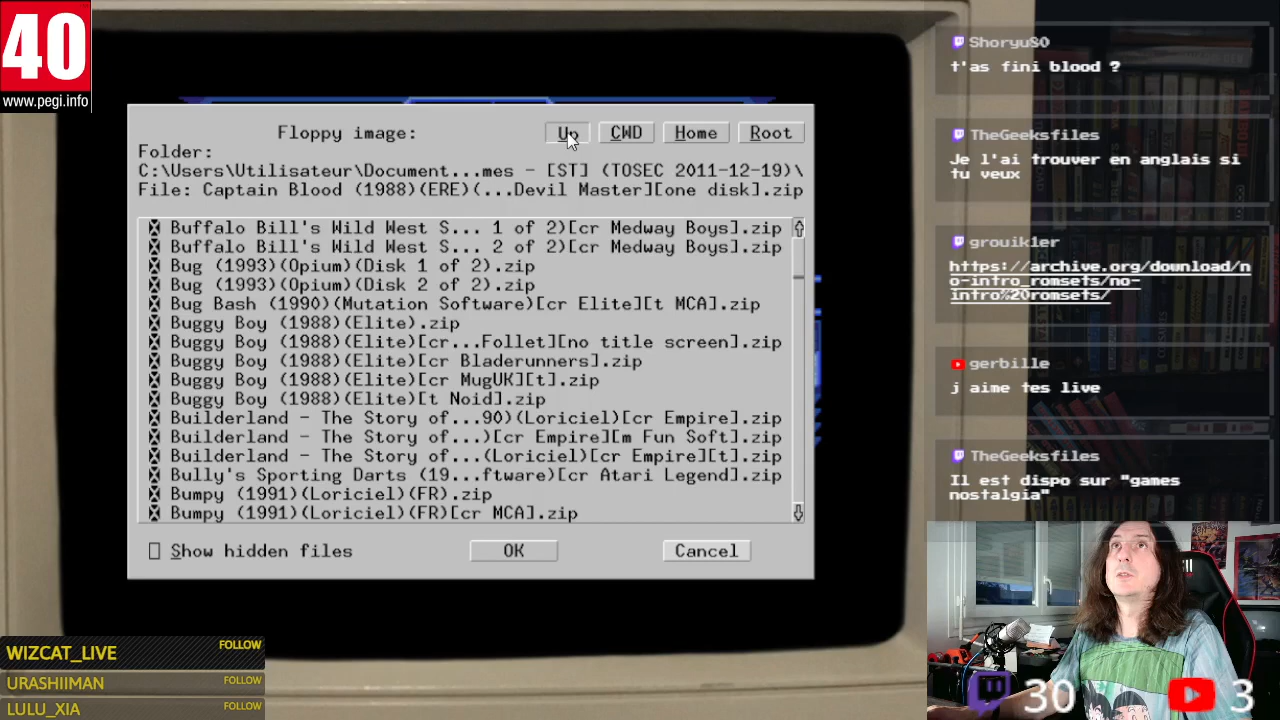 40
www.pegi.info
Floppy image:
Up
CWD
Home
Root
Folder:
C:\Users\Utilisateur\Document...mes - [ST] (TOSEC 2011-12-19)\
File: Captain Blood (1988)(ERE)(...Devil Master][one disk].zip
Buffalo Bill's Wild West S... 1 of 2)[cr Medway Boys].zip
Buffalo Bill's Wild West S... 2 of 2)[cr Medway Boys].zip
Bug (1993)(Opium)(Disk 1 of 2).zip
Bug (1993)(Opium)(Disk 2 of 2).zip
Bug Bash (1990)(Mutation Software)[cr Elite][t MCA].zip
Buggy Boy (1988)(Elite).zip
Buggy Boy (1988)(Elite)[cr...Follet][no title screen].zip
Buggy Boy (1988)(Elite)[cr Bladerunners].zip
Buggy Boy (1988)(Elite)[cr MugUK][t].zip
Buggy Boy (1988)(Elite)[t Noid].zip
Builderland - The Story of...90)(Loriciel)[cr Empire].zip
Builderland - The Story of...)[cr Empire][m Fun Soft].zip
Builderland - The Story of...(Loriciel)[cr Empire][t].zip
Bully's Sporting Darts (19...ftware)[cr Atari Legend].zip
Bumpy (1991)(Loriciel)(FR).zip
Bumpy (1991)(Loriciel)(FR)[cr MCA].zip
Show hidden files
OK
Cancel
Shoryu80
t'as fini blood ?
TheGeeksfiles
Je l'ai trouver en anglais si
tu veux
grouik1er
https://archive.org/download/n
o-intro_romsets/no-
intro%20romsets/
gerbille
j aime tes live
TheGeeksfiles
Il est dispo sur "games
nostalgia"
WIZCAT_LIVE
FOLLOW
URASHIIMAN
FOLLOW
LULU_XIA
FOLLOW
30
3